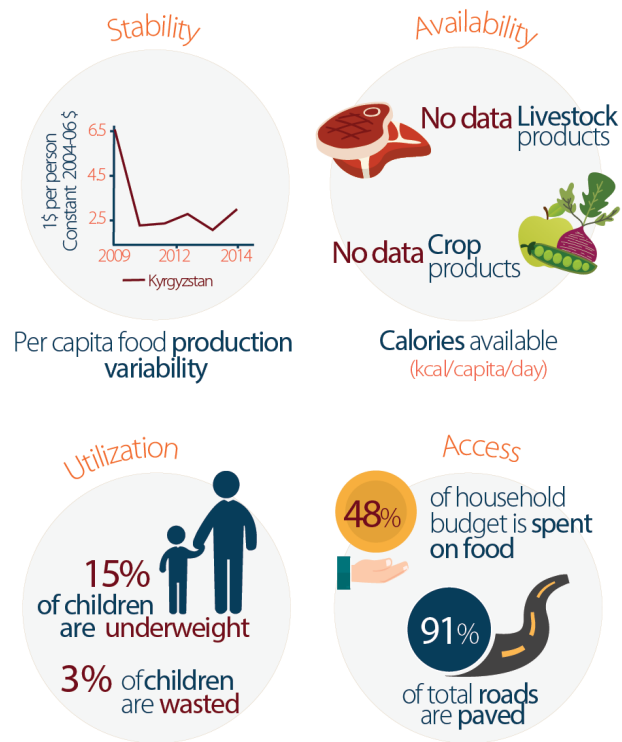 Stability
1$ per person
Constant 2004-06 $
6.5
4.5
2.5
2009 2012 2014
Kyrgyzstan
Per capita food production
variability
Availability
No data Livestock
products
No data Crop
products
Calories available
(kcal/capita/day)
Utilization
15%
of children
are underweight
3% of children
are wasted
Access
48%
of household
budget is spent
on food
91%
of total roads
are paved